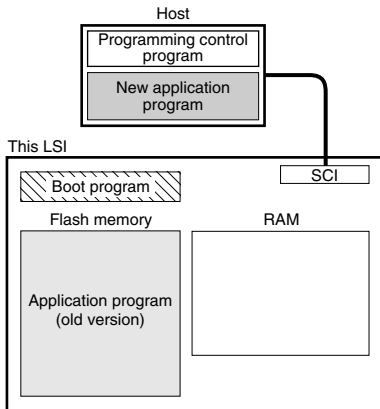 Host
Programming control
program
New application
program
This LSI
SCI
Boot program
Flash memory
RAM
Application program
(old version)